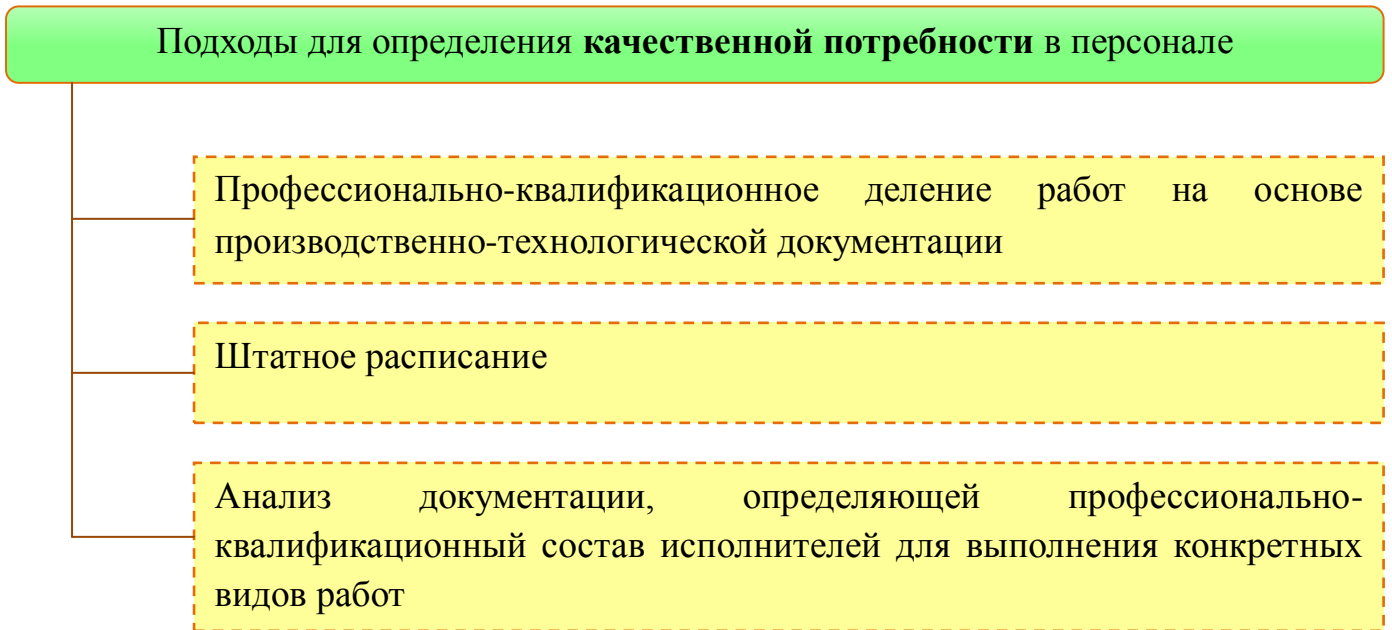 Подходы для определения качественной потребности в персонале
Профессионально-квалификационное деление работ на основе
производственно-технологической документации
Штатное расписание
Анализ документации, определяющей профессионально-
квалификационный состав исполнителей для выполнения конкретных
видов работ